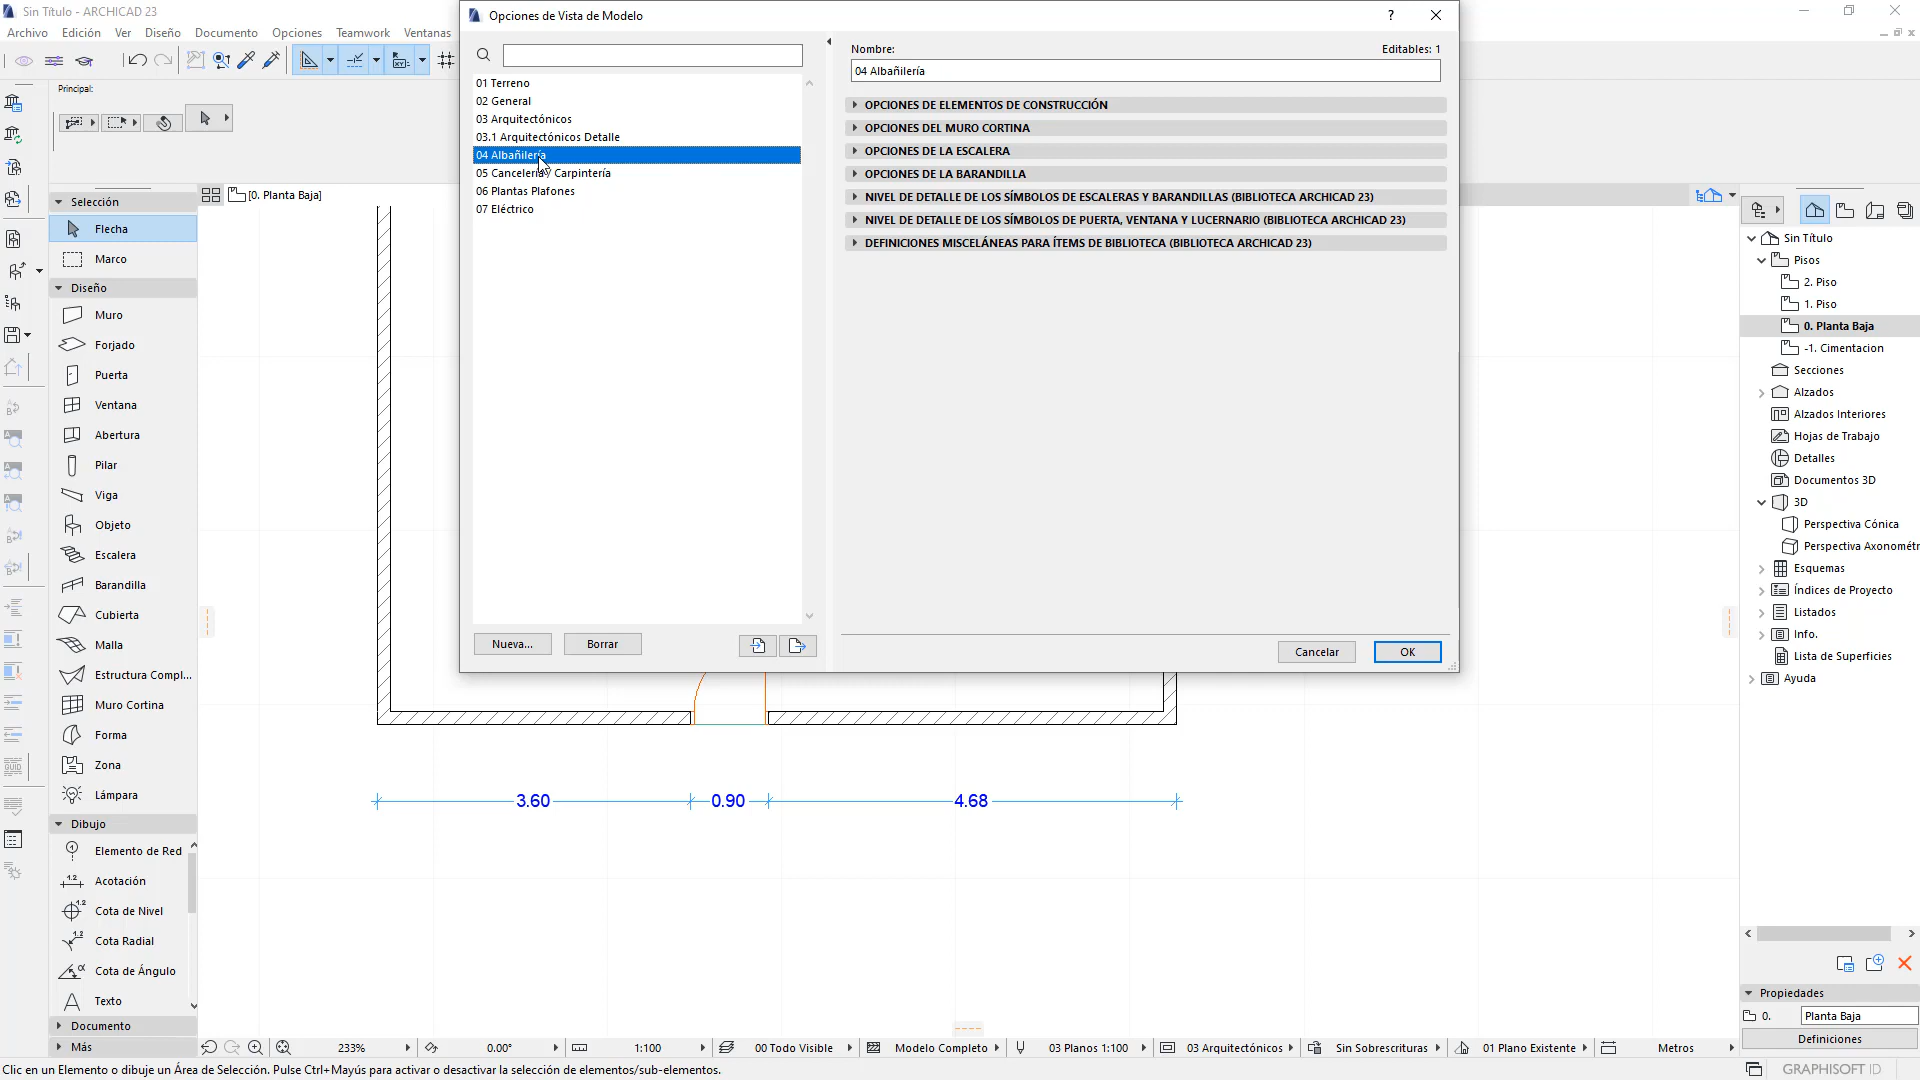 Sin Título - ARCHICAD 23
Archivo Edición Ver Diseño Documento Opciones Teamwork Ventanas
Principal:
[0. Planta Baja]
Selección
Flecha
Marco
Diseño
Muro
Forjado
Puerta
Ventana
Abertura
Pilar
Viga
Objeto
Escalera
Barandilla
Cubierta
Malla
Estructura Compl...
Muro Cortina
Forma
Zona
Lámpara
Dibujo
Elemento de Red
Acotación
Cota de Nivel
Cota Radial
Cota de Ángulo
Texto
Documento
Más
Opciones de Vista de Modelo
?
01 Terreno
02 General
03 Arquitectónicos
03.1 Arquitectónicos Detalle
04 Albañilería
05 Cancelería / Carpintería
06 Plantas Plafones
07 Eléctrico
Nueva...
Borrar
Nombre:
Editables: 1
04 Albañilería
OPCIONES DE ELEMENTOS DE CONSTRUCCIÓN
OPCIONES DEL MURO CORTINA
OPCIONES DE LA ESCALERA
OPCIONES DE LA BARANDILLA
NIVEL DE DETALLE DE LOS SÍMBOLOS DE ESCALERAS Y BARANDILLAS (BIBLIOTECA ARCHICAD 23)
NIVEL DE DETALLE DE LOS SÍMBOLOS DE PUERTA, VENTANA Y LUCERNARIO (BIBLIOTECA ARCHICAD 23)
DEFINICIONES MISCELÁNEAS PARA ÍTEMS DE BIBLIOTECA (BIBLIOTECA ARCHICAD 23)
Cancelar
OK
3.60 0.90 4.68
Sin Título
Pisos
2. Piso
1. Piso
0. Planta Baja
-1. Cimentacion
Secciones
Alzados
Alzados Interiores
Hojas de Trabajo
Detalles
Documentos 3D
3D
Perspectiva Cónica
Perspectiva Axonométr
Esquemas
Índices de Proyecto
Listados
Info.
Lista de Superficies
Ayuda
Propiedades
0.
Planta Baja
Definiciones
233% 0.00° 1:100 00 Todo Visible Modelo Completo 03 Planos 1:100 03 Arquitectónicos Sin Sobrescrituras 01 Plano Existente Metros
Clic en un Elemento o dibuje un Área de Selección. Pulse Ctrl+Mayús para activar o desactivar la selección de elementos/sub-elementos.
GRAPHISOFT ID